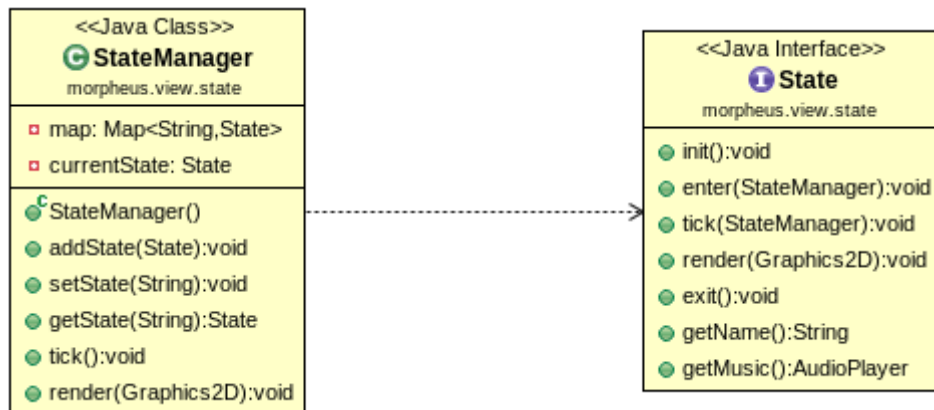 <<Java Class>>
C StateManager
morpheus.view.state
map: Map<String,State>
currentState: State
C StateManager()
addState(State):void
setState(String):void
getState(String):State
tick():void
render(Graphics2D):void
<<Java Interface>>
I State
morpheus.view.state
init():void
enter(StateManager):void
tick(StateManager):void
render(Graphics2D):void
exit():void
getName():String
getMusic():AudioPlayer